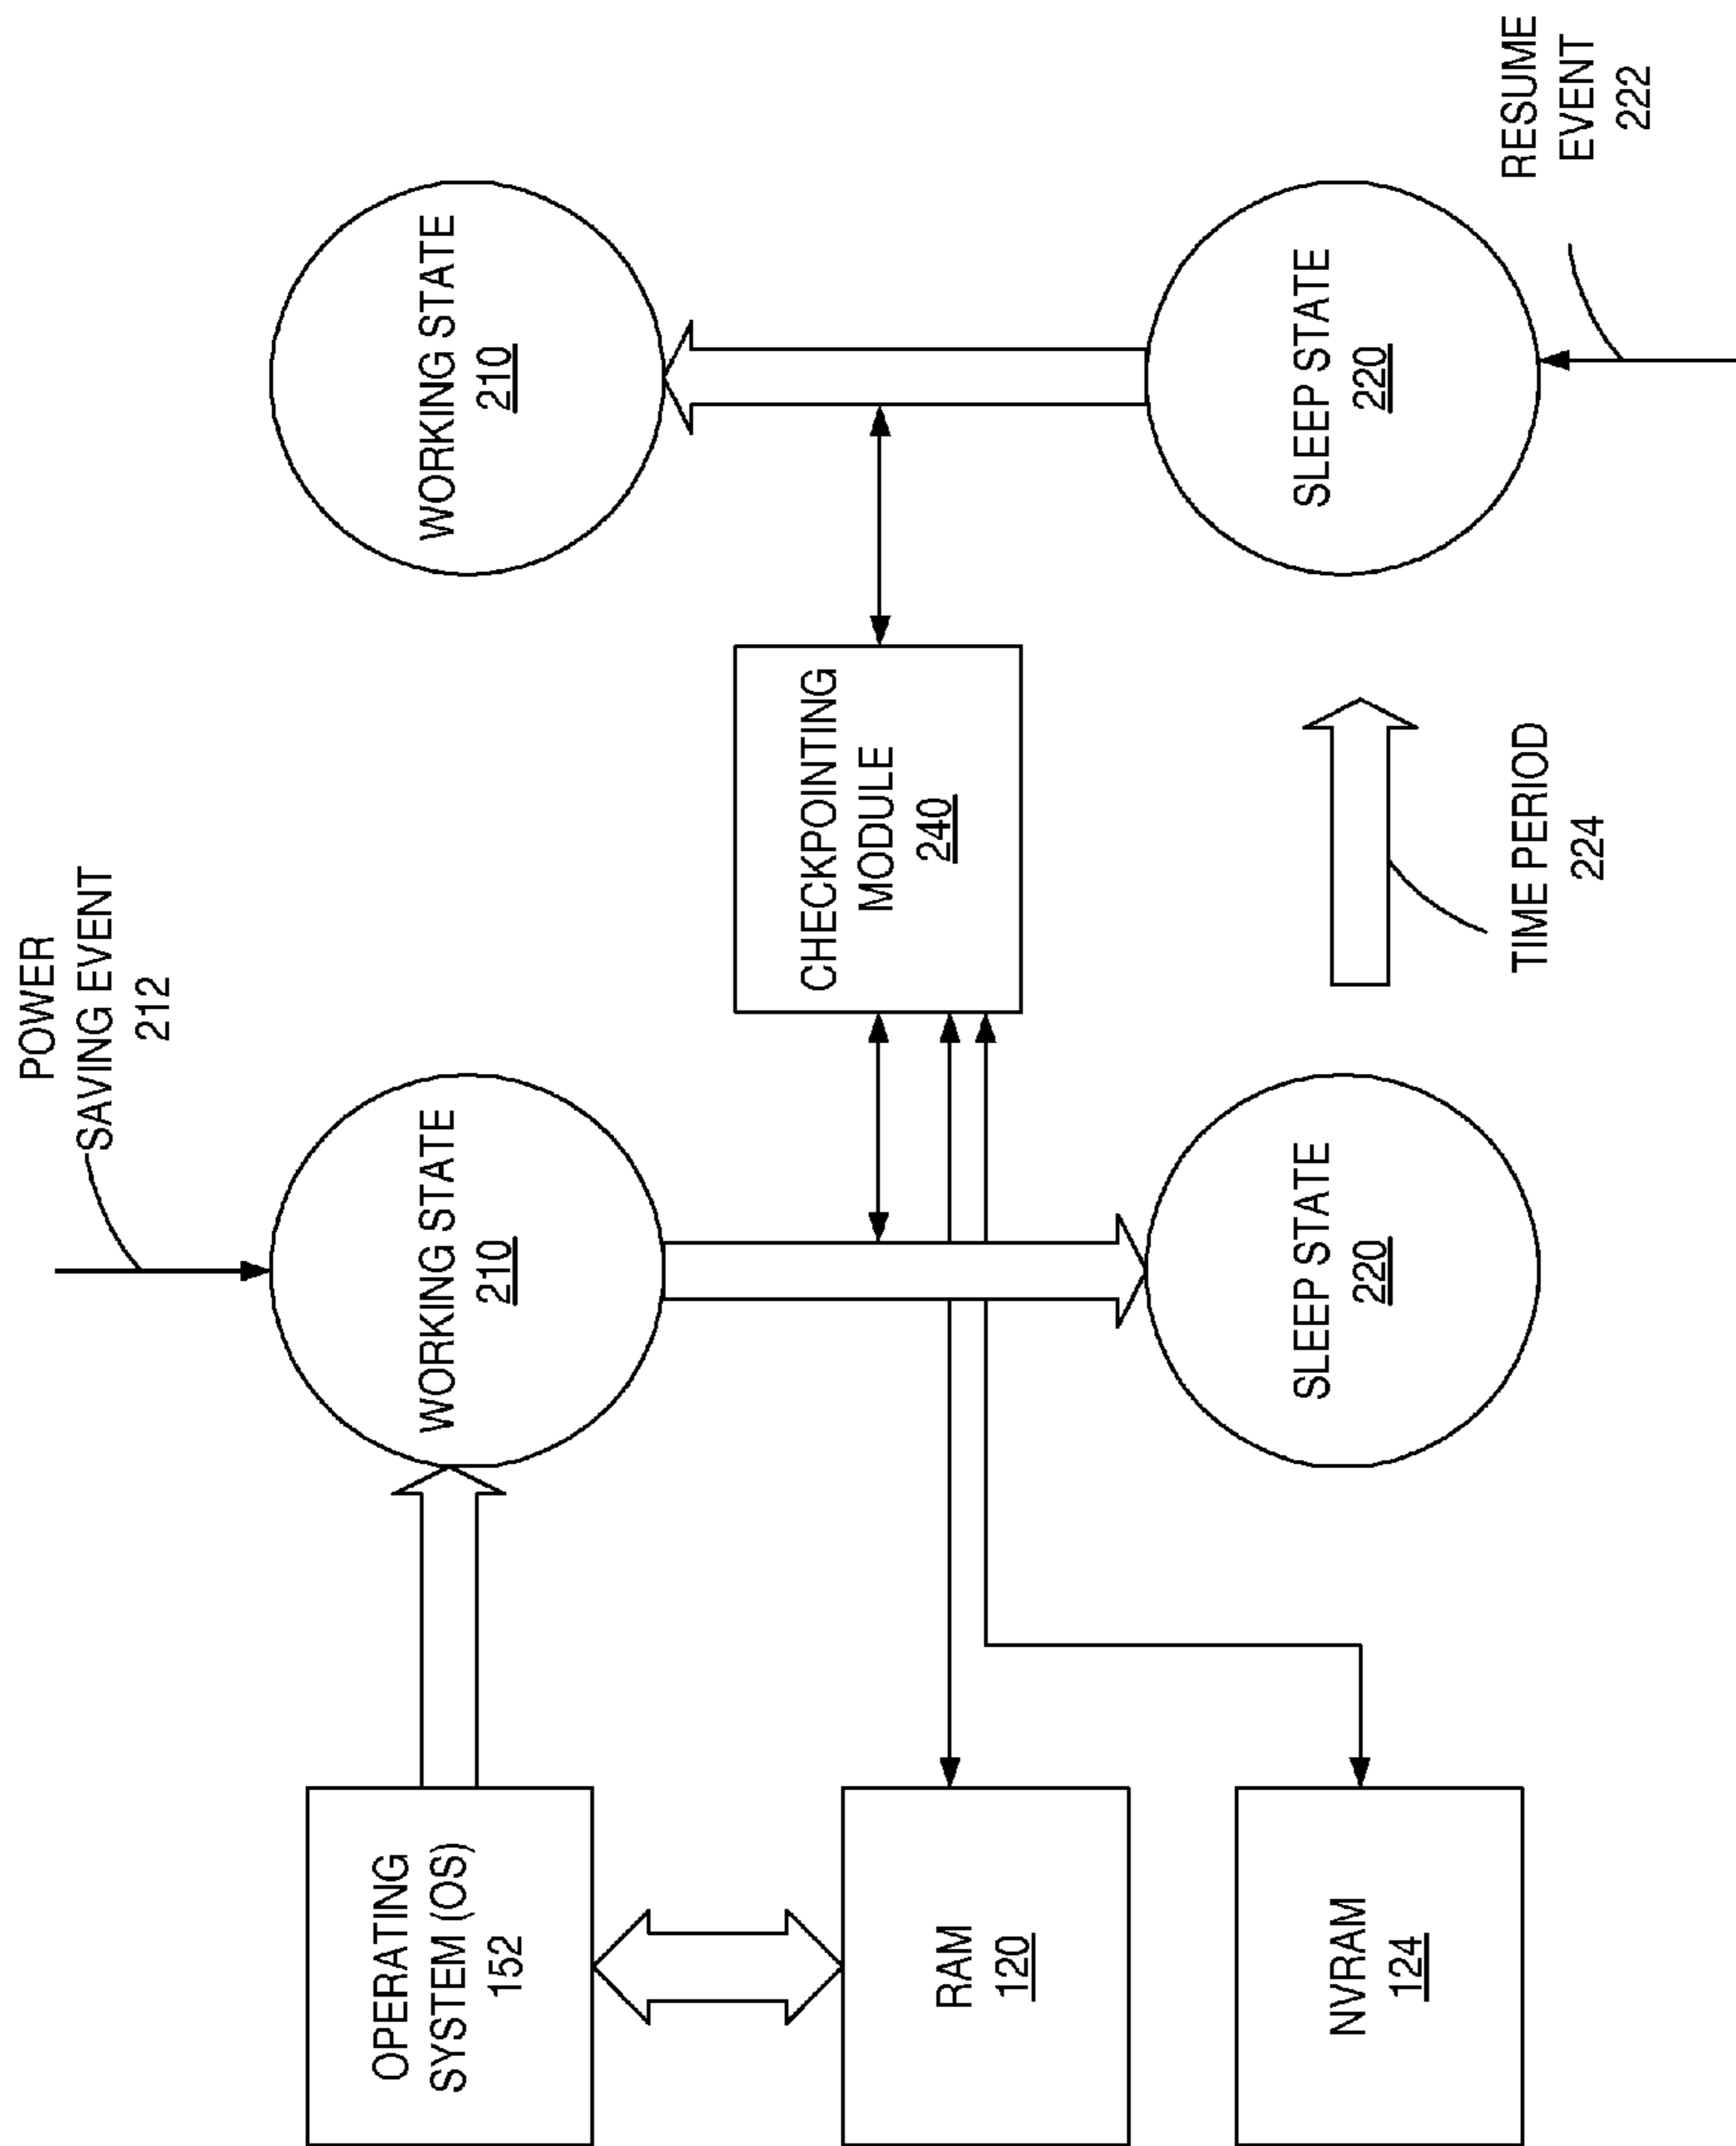 POWER
SAVING EVENT
212
OPERATING
SYSTEM (OS)
152
WORKING STATE
210
WORKING STATE
210
CHECKPOINTING
MODULE
240
RAM
120
NVRAM
124
SLEEP STATE
220
SLEEP STATE
220
TIME PERIOD
224
RESUME
EVENT
222